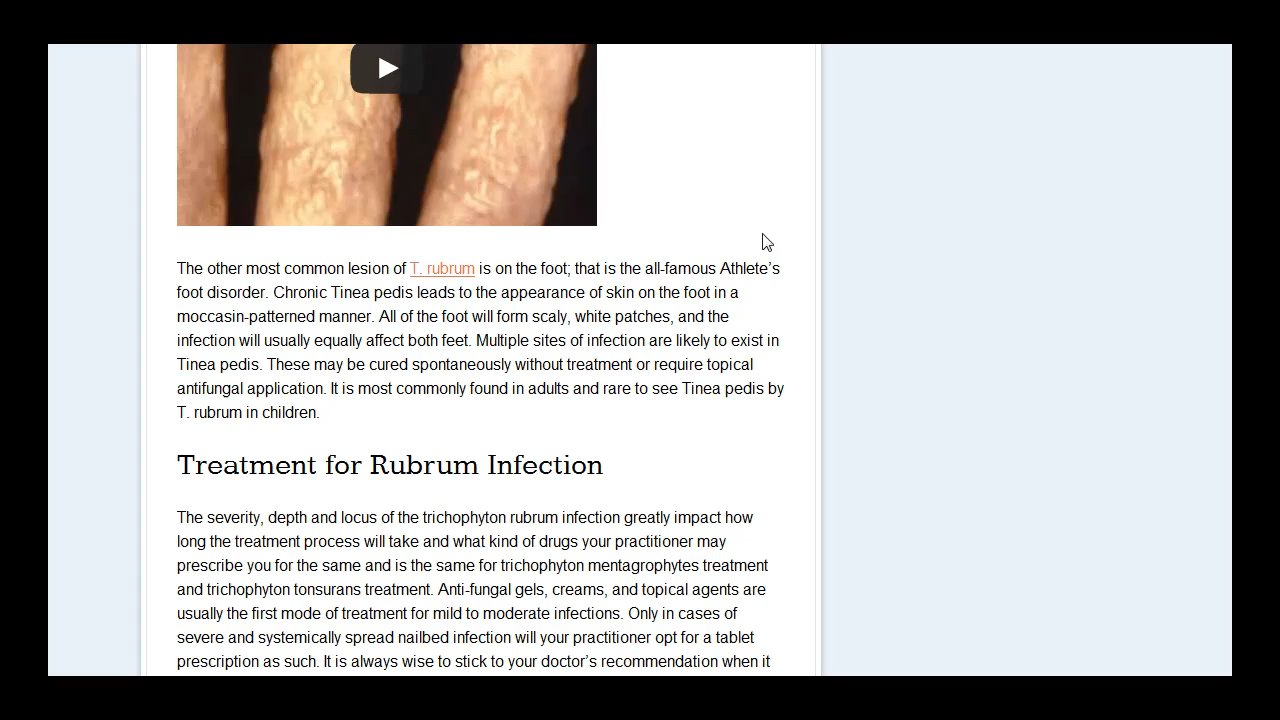 The other most common lesion of T. rubrum is on the foot; that is the all-famous Athlete’s
foot disorder. Chronic Tinea pedis leads to the appearance of skin on the foot in a
moccasin-patterned manner. All of the foot will form scaly, white patches, and the
infection will usually equally affect both feet. Multiple sites of infection are likely to exist in
Tinea pedis. These may be cured spontaneously without treatment or require topical
antifungal application. It is most commonly found in adults and rare to see Tinea pedis by
T. rubrum in children.
Treatment for Rubrum Infection
The severity, depth and locus of the trichophyton rubrum infection greatly impact how
long the treatment process will take and what kind of drugs your practitioner may
prescribe you for the same and is the same for trichophyton mentagrophytes treatment
and trichophyton tonsurans treatment. Anti-fungal gels, creams, and topical agents are
usually the first mode of treatment for mild to moderate infections. Only in cases of
severe and systemically spread nailbed infection will your practitioner opt for a tablet
prescription as such. It is always wise to stick to your doctor’s recommendation when it